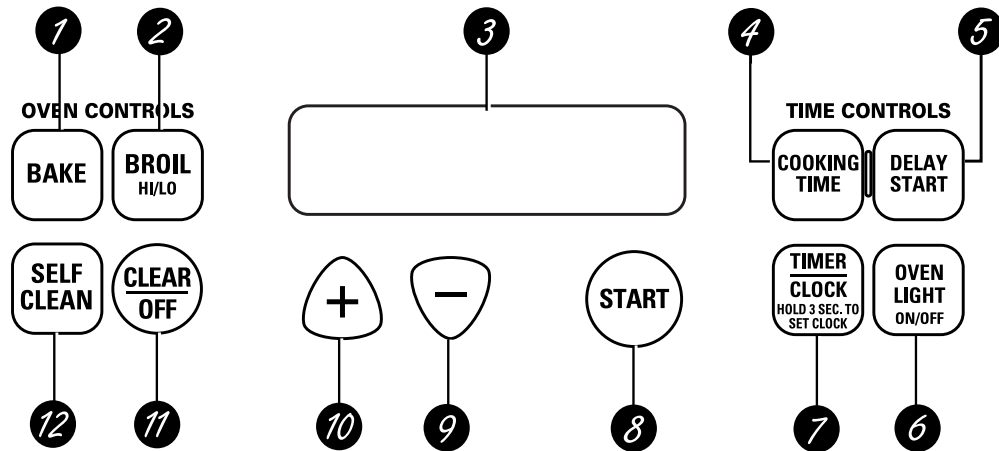 1
2
3
4
5
OVEN CONTROLS
TIME CONTROLS
BAKE
BROIL
HI/LO
COOKING
TIME
DELAY
START
SELF
CLEAN
CLEAR
OFF
+
−
START
TIMER
CLOCK
HOLD 3 SEC. TO
SET CLOCK
OVEN
LIGHT
ON/OFF
12
11
10
9
8
7
6